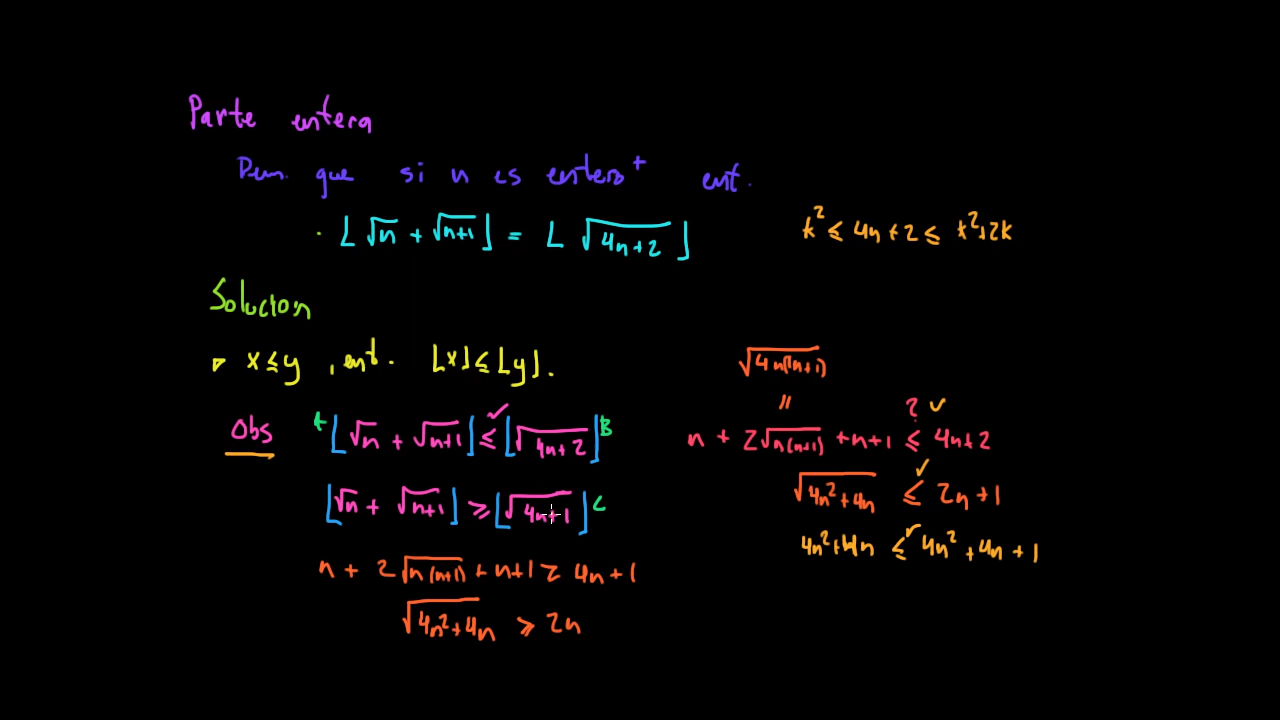 Parte entera
Dem. que si n es entero⁺ ent.
⌊√n + √(n+1)⌋ = ⌊√(4n+2)⌋
k² ≤ 4n+2 ≤ k²+2k
Solucion
▹ x≤y , ent. ⌊x⌋≤⌊y⌋.
Obs
A ⌊√n + √(n+1)⌋ ≤ ⌊√(4n+2)⌋ B ✓
⌊√n + √(n+1)⌋ ≥ ⌊√(4n+1)⌋ C
n + 2√(n(n+1)) + n+1 ≥ 4n+1
√(4n²+4n) ≥ 2n
√(4n(n+1))
=
? ✓
n + 2√(n(n+1)) + n+1 ≤ 4n+2
√(4n²+4n) ≤ 2n+1 ✓
4n²+4n ≤ 4n²+4n+1 ✓